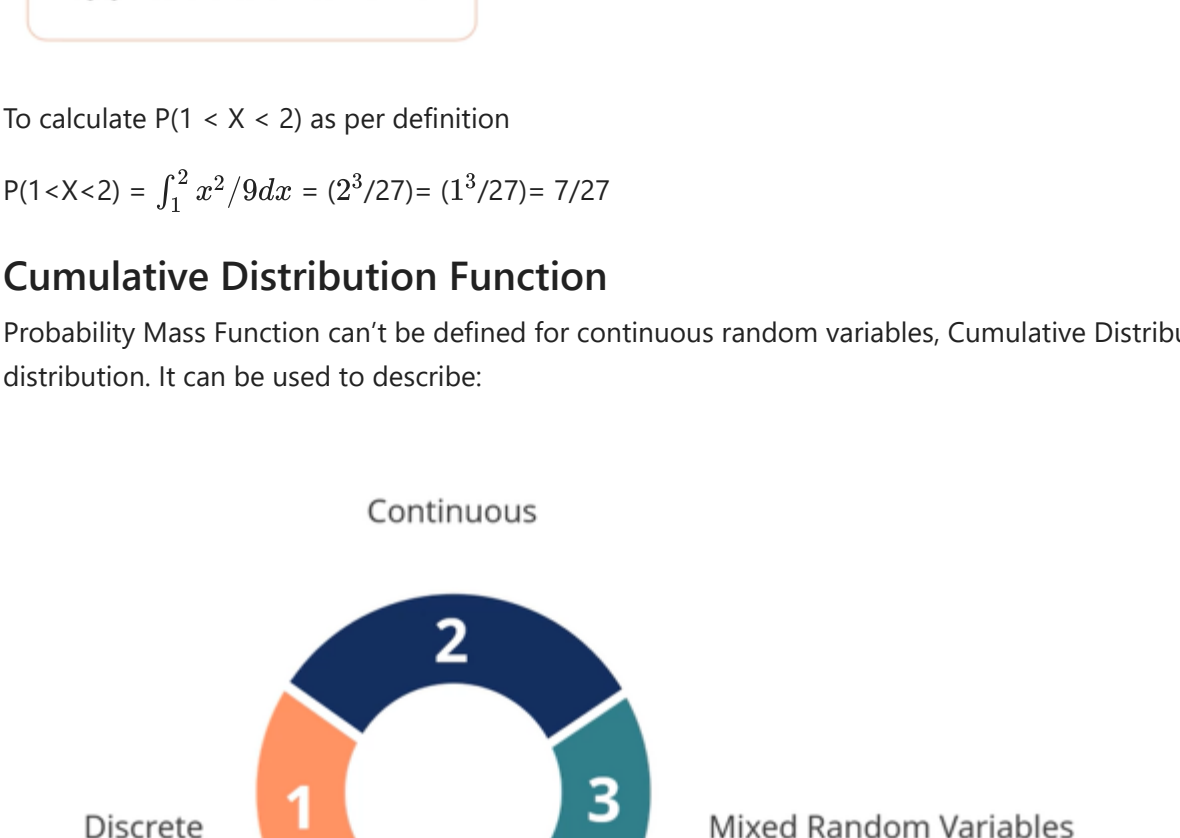 To calculate P(1 < X < 2) as per definition
P(1<X<2) = ∫₁² x²/9dx = (2³/27)= (1³/27)= 7/27
Cumulative Distribution Function
Probability Mass Function can’t be defined for continuous random variables, Cumulative
distribution. It can be used to describe:
Continuous
2
1
3
Discrete
Mixed Random Variables